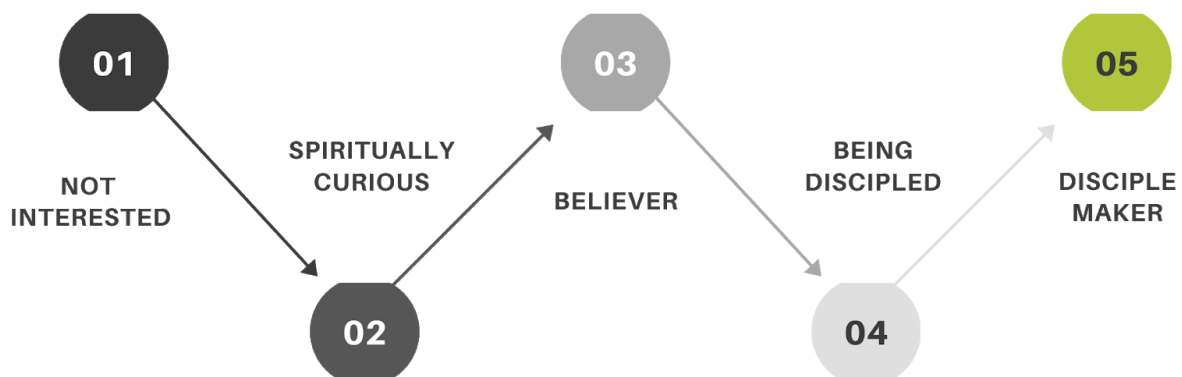 01
NOT
INTERESTED
02
SPIRITUALLY
CURIOUS
03
BELIEVER
04
BEING
DISCIPLED
05
DISCIPLE
MAKER